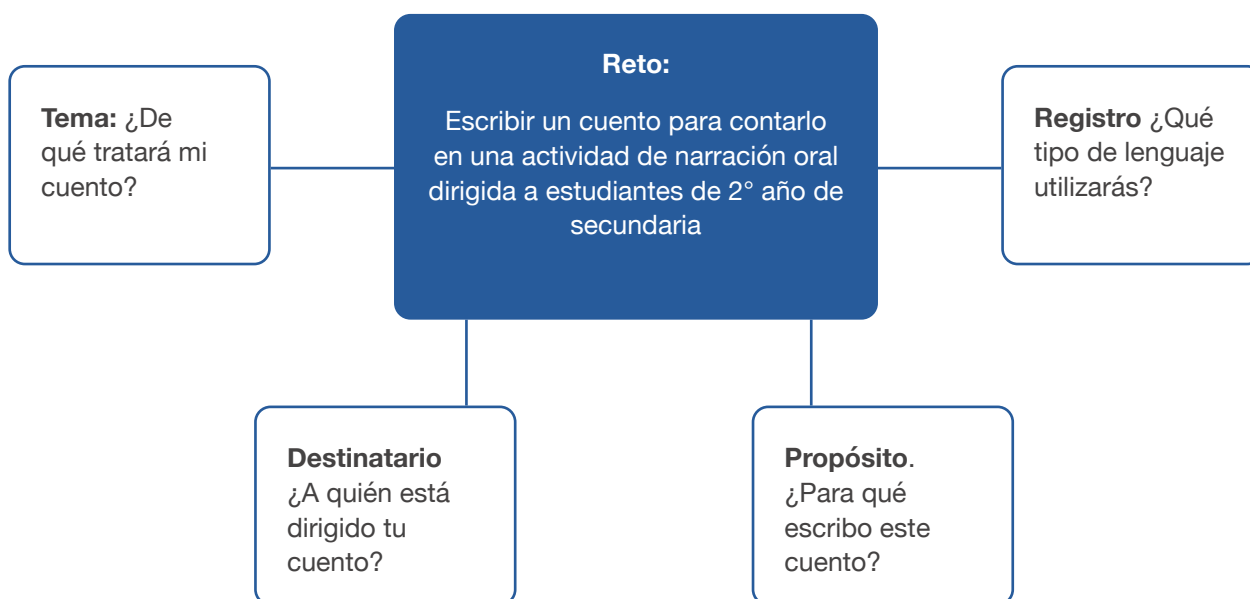 Reto:
Escribir un cuento para contarlo
en una actividad de narración oral
dirigida a estudiantes de 2° año de
secundaria
Tema: ¿De
qué tratará mi
cuento?
Registro ¿Qué
tipo de lenguaje
utilizarás?
Destinatario
¿A quién está
dirigido tu
cuento?
Propósito.
¿Para qué
escribo este
cuento?